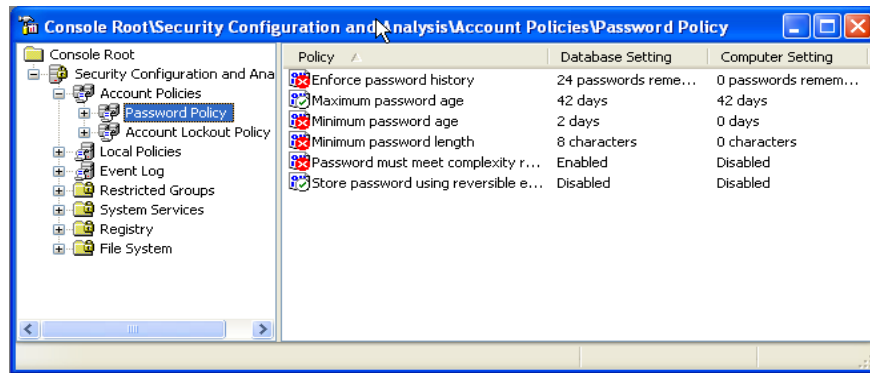 Console Root\Security Configuration and Analysis\Account Policies\Password Policy
Console Root
Security Configuration and Ana
Account Policies
Password Policy
Account Lockout Policy
Local Policies
Event Log
Restricted Groups
System Services
Registry
File System
Policy Database Setting Computer Setting
Enforce password history 24 passwords reme... 0 passwords remem...
Maximum password age 42 days 42 days
Minimum password age 2 days 0 days
Minimum password length 8 characters 0 characters
Password must meet complexity r... Enabled Disabled
Store password using reversible e... Disabled Disabled